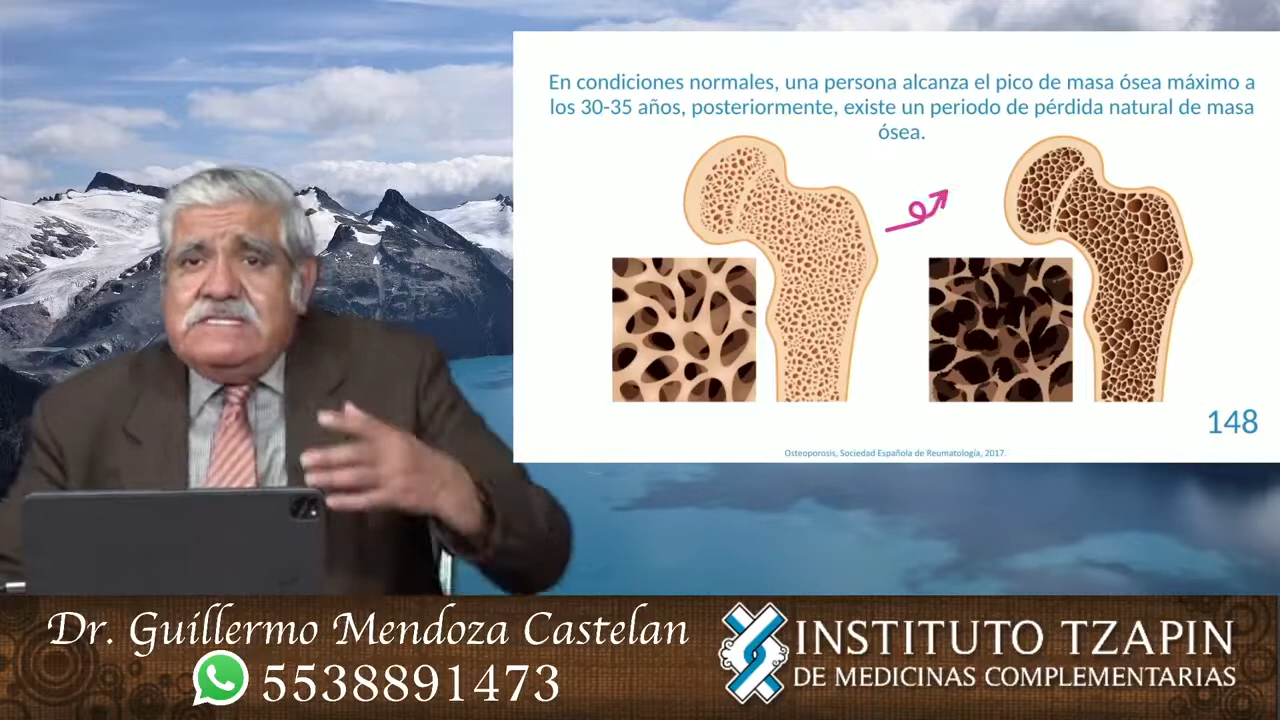 En condiciones normales, una persona alcanza el pico de masa ósea máximo a
los 30-35 años, posteriormente, existe un periodo de pérdida natural de masa
ósea.
148
Osteoporosis, Sociedad Española de Reumatología, 2017.
Dr. Guillermo Mendoza Castelan
5538891473
INSTITUTO TZAPIN
DE MEDICINAS COMPLEMENTARIAS